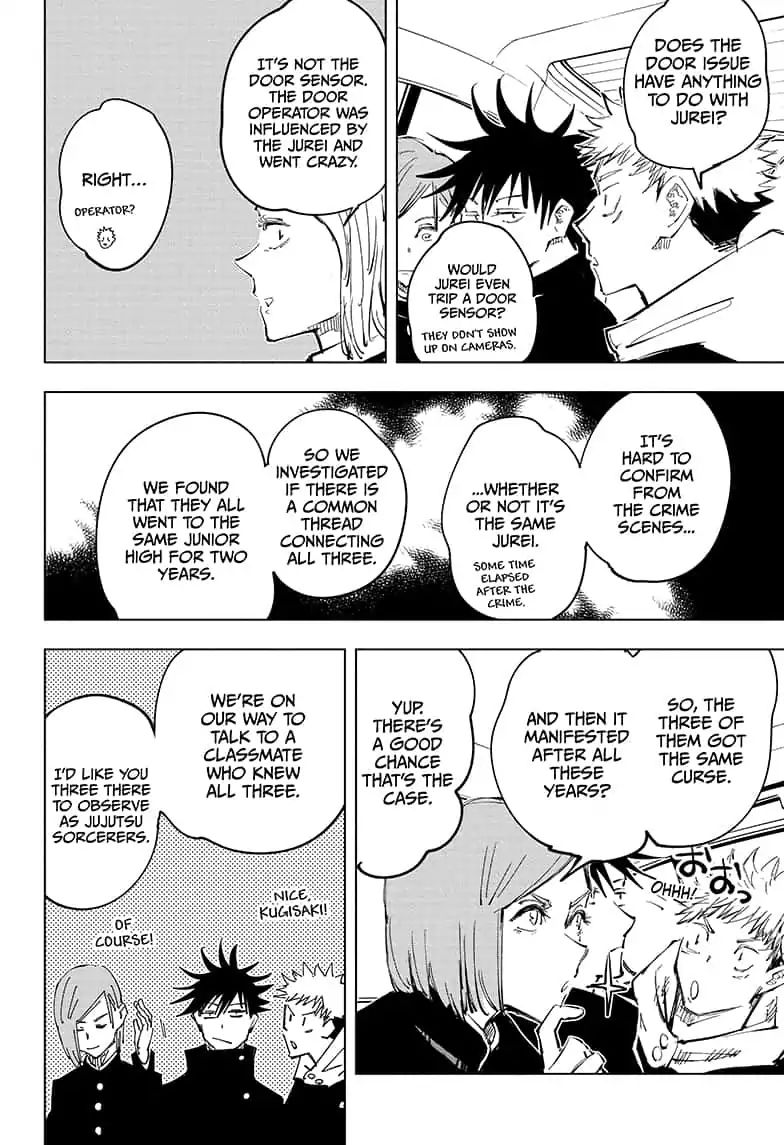 DOES THE
DOOR ISSUE
HAVE ANYTHING
TO DO WITH
JUREI?
WOULD
JUREI EVEN
TRIP A DOOR
SENSOR?
THEY DON'T SHOW
UP ON CAMERAS.
IT'S NOT THE
DOOR SENSOR.
THE DOOR
OPERATOR WAS
INFLUENCED BY
THE JUREI AND
WENT CRAZY.
RIGHT...
OPERATOR?
IT'S
HARD TO
CONFIRM
FROM
THE CRIME
SCENES...
...WHETHER
OR NOT IT'S
THE SAME
JUREI.
SOME TIME
ELAPSED
AFTER THE
CRIME.
SO WE
INVESTIGATED
IF THERE IS
A COMMON
THREAD
CONNECTING
ALL THREE.
WE FOUND
THAT THEY ALL
WENT TO THE
SAME JUNIOR
HIGH FOR TWO
YEARS.
SO, THE
THREE OF
THEM GOT
THE SAME
CURSE.
AND THEN IT
MANIFESTED
AFTER ALL
THESE
YEARS?
YUP.
THERE'S
A GOOD
CHANCE
THAT'S THE
CASE.
おおっ
OHHH!
WE'RE ON
OUR WAY TO
TALK TO A
CLASSMATE
WHO KNEW
ALL THREE.
I'D LIKE YOU
THREE THERE
TO OBSERVE
AS JUJUTSU
SORCERERS.
NICE,
KUGISAKI!
OF
COURSE!